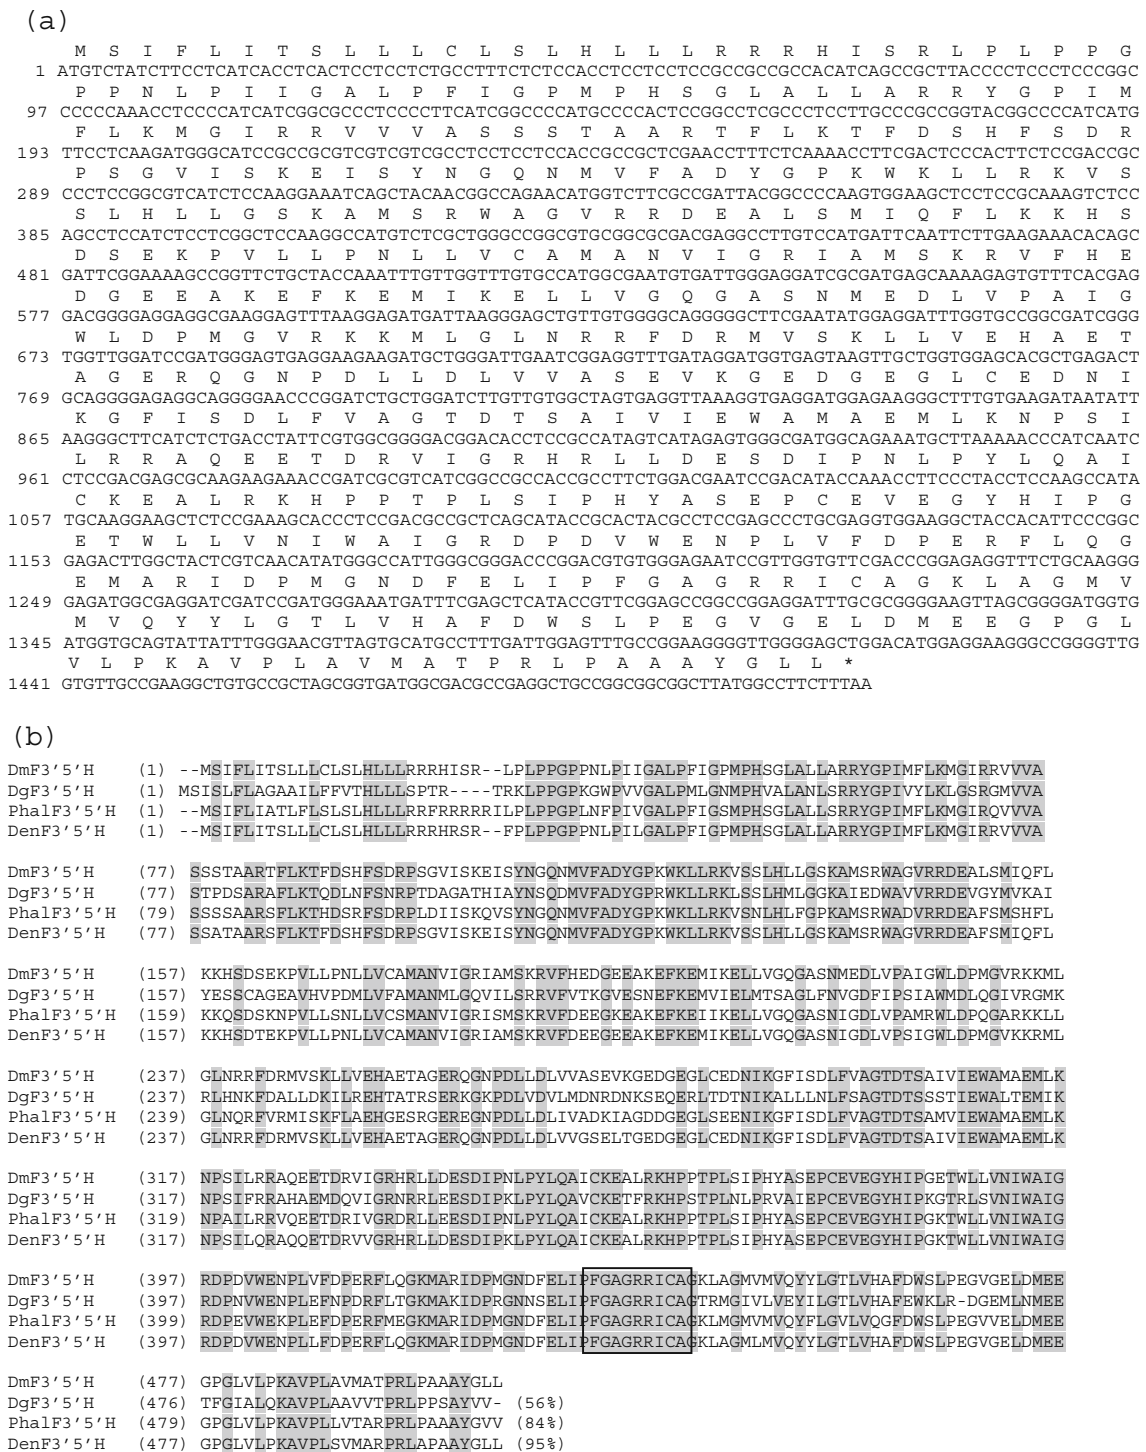 (a)
M S I F L I T S L L L C L S L H L L L R R R H I S R L P L P P G
1 ATGTCTATCTTCCTCATCACCTCACTCCTCCTCTGCCTTTCTCTCCACCTCCTCCTCCGCCGCCGCCACATCAGCCGCTTACCCCTCCCTCCCGGC
P P N L P I I G A L P F I G P M P H S G L A L L A R R Y G P I M
97 CCCCCAAACCTCCCCATCATCGGCGCCCTCCCCTTCATCGGCCCCATGCCCCACTCCGGCCTCGCCCTCCTTGCCCGCCGGTACGGCCCCATCATG
F L K M G I R R V V V A S S S T A A R T F L K T F D S H F S D R
193 TTCCTCAAGATGGGCATCCGCCGCGTCGTCGTCGCCTCCTCCTCCACCGCCGCTCGAACCTTTCTCAAAACCTTCGACTCCCACTTCTCCGACCGC
P S G V I S K E I S Y N G Q N M V F A D Y G P K W K L L R K V S
289 CCCTCCGGCGTCATCTCCAAGGAAATCAGCTACAACGGCCAGAACATGGTCTTCGCCGATTACGGCCCCAAGTGGAAGCTCCTCCGCAAAGTCTCC
S L H L L G S K A M S R W A G V R R D E A L S M I Q F L K K H S
385 AGCCTCCATCTCCTCGGCTCCAAGGCCATGTCTCGCTGGGCCGGCGTGCGGCGCGACGAGGCCTTGTCCATGATTCAATTCTTGAAGAAACACAGC
D S E K P V L L P N L L V C A M A N V I G R I A M S K R V F H E
481 GATTCGGAAAAGCCGGTTCTGCTACCAAATTTGTTGGTTTGTGCCATGGCGAATGTGATTGGGAGGATCGCGATGAGCAAAAGAGTGTTTCACGAG
D G E E A K E F K E M I K E L L V G Q G A S N M E D L V P A I G
577 GACGGGGAGGAGGCGAAGGAGTTTAAGGAGATGATTAAGGAGCTGTTGTGGGGCAGGGGGCTTCGAATATGGAGGATTTGGTGCCGGCGATCGGG
W L D P M G V R K K M L G L N R R F D R M V S K L L V E H A E T
673 TGGTTGGATCCGATGGGAGTGAGGAAGAAGATGCTGGGATTGAATCGGAGGTTTGATAGGATGGTGAGTAAGTTGCTGGTGGAGCACGCTGAGACT
A G E R Q G N P D L L D L V V A S E V K G E D G E G L C E D N I
769 GCAGGGGAGAGGCAGGGGAACCCGGATCTGCTGGATCTTGTTGTGGCTAGTGAGGTTAAAGGTGAGGATGGAGAAGGGCTTTGTGAAGATAATATT
K G F I S D L F V A G T D T S A I V I E W A M A E M L K N P S I
865 AAGGGCTTCATCTCTGACCTATTCGTGGCGGGGACGGACACCTCCGCCATAGTCATAGAGTGGGCGATGGCAGAAATGCTTAAAAACCCATCAATC
L R R A Q E E T D R V I G R H R L L D E S D I P N L P Y L Q A I
961 CTCCGACGAGCGCAAGAAGAAACCGATCGCGTCATCGGCCGCCACCGCCTTCTGGACGAATCCGACATACCAAACCTTCCCTACCTCCAAGCCATA
C K E A L R K H P P T P L S I P H Y A S E P C E V E G Y H I P G
1057 TGCAAGGAAGCTCTCCGAAAGCACCCTCCGACGCCGCTCAGCATACCGCACTACGCCTCCGAGCCCTGCGAGGTGGAAGGCTACCACATTCCCGGC
E T W L L V N I W A I G R D P D V W E N P L V F D P E R F L Q G
1153 GAGACTTGGCTACTCGTCAACATATGGGCCATTGGGCGGGACCCGGACGTGTGGGAGAATCCGTTGGTGTTCGACCCGGAGAGGTTTCTGCAAGGG
E M A R I D P M G N D F E L I P F G A G R R I C A G K L A G M V
1249 GAGATGGCGAGGATCGATCCGATGGGAAATGATTTCGAGCTCATACCGTTCGGAGCCGGCCGGAGGATTTGCGCGGGGAAGTTAGCGGGGATGGTG
M V Q Y Y L G T L V H A F D W S L P E G V G E L D M E E G P G L
1345 ATGGTGCAGTATTATTTGGGAACGTTAGTGCATGCCTTTGATTGGAGTTTGCCGGAAGGGGTTGGGGAGCTGGACATGGAGGAAGGGCCGGGGTTG
V L P K A V P L A V M A T P R L P A A A Y G L L *
1441 GTGTTGCCGAAGGCTGTGCCGCTAGCGGTGATGGCGACGCCGAGGCTGCCGGCGGCGGCTTATGGCCTTCTTTAA
(b)
DmF3'5'H (1) --MSIFLITSLLLCLSLHLLLRRRHISR--LPLPPGPPNLPIIGALPFIGPMPHSGLALLARRYGPIMFLKMGIRRVVVA
DgF3'5'H (1) MSISLFLAGAAILFFVTHLLLSPTR----TRKLPPGPKGWPVVGALPMLGNMPHVALANLSRRYGPIVYLKLGSRGMVVA
PhalF3'5'H (1) --MSIFLIATLFLSLSLHLLLRRFRRRRRILPLPPGPLNFPIVGALPFIGSMPHSGLALLSRRYGPIMFLKMGIRQVVVA
DenF3'5'H (1) --MSIFLITSLLLCLSLHLLLRRRHRSR--FPLPPGPPNLPILGALPFIGPMPHSGLALLARRYGPIMFLKMGIRRVVVA
DmF3'5'H (77) SSSTAARTFLKTFDSHFSDRPSGVISKEISYNGQNMVFADYGPKWKLLRKVSSLHLLGSKAMSRWAGVRRDEALSMIQFL
DgF3'5'H (77) STPDSARAFLKTQDLNFSNRPTDAGATHIAYNSQDMVFADYGPRWKLLRKLSSLHMLGGKAIEDWAVVRRDEVGYMVKAI
PhalF3'5'H (79) SSSSAARSFLKTHDSRFSDRPLDIISKQVSYNGQNMVFADYGPKWKLLRKVSNLHLFGPKAMSRWADVRRDEAFSMSHFL
DenF3'5'H (77) SSATAARSFLKTFDSHFSDRPSGVISKEISYNGQNMVFADYGPKWKLLRKVSSLHLLGSKAMSRWAGVRRDEAFSMIQFL
DmF3'5'H (157) KKHSDSEKPVLLPNLLVCAMANVIGRIAMSKRVFHEDGEEAKEFKEMIKELLVGQGASNMEDLVPAIGWLDPMGVRKKML
DgF3'5'H (157) YESSCAGEAVHVPDMLVFAMANMLGQVILSRRVFVTKGVESNEFKEMVIELMTSAGLFNVGDFIPSIAWMDLQGIVRGMK
PhalF3'5'H (159) KKQSDSKNPVLLSNLLVCSMANVIGRISMSKRVFDEEGKEAKEFKEIIKELLVGQGASNIGDLVPAMRWLDPQGARKKLL
DenF3'5'H (157) KKHSDTEKPVLLPNLLVCAMANVIGRIAMSKRVFDEEGEEAKEFKEMIKELLVGQGASNIGDLVPSIGWLDPMGVKKRML
DmF3'5'H (237) GLNRRFDRMVSKLLVEHAETAGERQGNPDLLDLVVASEVKGEDGEGLCEDNIKGFISDLFVAGTDTSAIVIEWAMAEMLK
DgF3'5'H (237) RLHNKFDALLDKILREHTATRSERKGKPDLVDVLMDNRDNKSEQERLTDTNIKALLLNLFSAGTDTSSSTIEWALTEMIK
PhalF3'5'H (239) GLNQRFVRMISKFLAEHGESRGERGNPDLLDLIVADKIAGDDGEGLSEENIKGFISDLFVAGTDTSAMVIEWAMAEMLK
DenF3'5'H (237) GLNRRFDRMVSKLLVEHAETAGERQGNPDLLDLVVGSELTGEDGEGLCEDNIKGFISDLFVAGTDTSAIVIEWAMAEMLK
DmF3'5'H (317) NPSILRRAQEETDRVIGRHRLLDESDIPNLPYLQAICKEALRKHPPTPLSIPHYASEPCEVEGYHIPGETWLLVNIWAIG
DgF3'5'H (317) NPSIFRRAHAEMDQVIGRNRRLEESDIPKLPYLQAVCKETFRKHPSTPLNLPRVAIEPCEVEGYHIPKGTRLSVNIWAIG
PhalF3'5'H (319) NPAILRRVQEETDRIVGRDRLLEESDIPNLPYLQAICKEALRKHPPTPLSIPHYASEPCEVEGYHIPGKTWLLVNIWAIG
DenF3'5'H (317) NPSILQRAQQETDRVVGRHRLLDESDIPNLPYLQAICKEALRKHPPTPLSIPHYASEPCEVEGYHIPGKTWLLVNIWAIG
DmF3'5'H (397) RDPDVWENPLVFDPERFLQGKMARIDPMGNDFELIPFGAGRRICAGKLAGMVMVQYYLGTLVHAFDWSLPEGVGELDMEE
DgF3'5'H (397) RDPNVWENPLEFNPDRFLTGKMAKIDPRGNNSELIPFGAGRRICAGTRMGIVLVEYILGTLVHAFEWKLR-DGEMLNMEE
PhalF3'5'H (399) RDPEVWEKPLEFDPERFMEGKMARIDPMGNDFELIPFGAGRRICAGKLMGMVMVQYFLGVLVQGFDWSLPEGVVELDMEE
DenF3'5'H (397) RDPDVWENPLLFDPERFLQGKMARIDPMGNDFELIPFGAGRRICAGKLAGMLMVQYYLGTLVHAFDWSLPEGVGELDMEE
DmF3'5'H (477) GPGLVLPKAVPLAVMATPRLPAAAYGLL
DgF3'5'H (476) TFGIALQKAVPLAAVVTPRLPPSAYVV- (56%)
PhalF3'5'H (479) GPGLVLPKAVPLLVTARPRLPAAAYGVV (84%)
DenF3'5'H (477) GPGLVLPKAVPLSVMARPRLAPAAYGLL (95%)